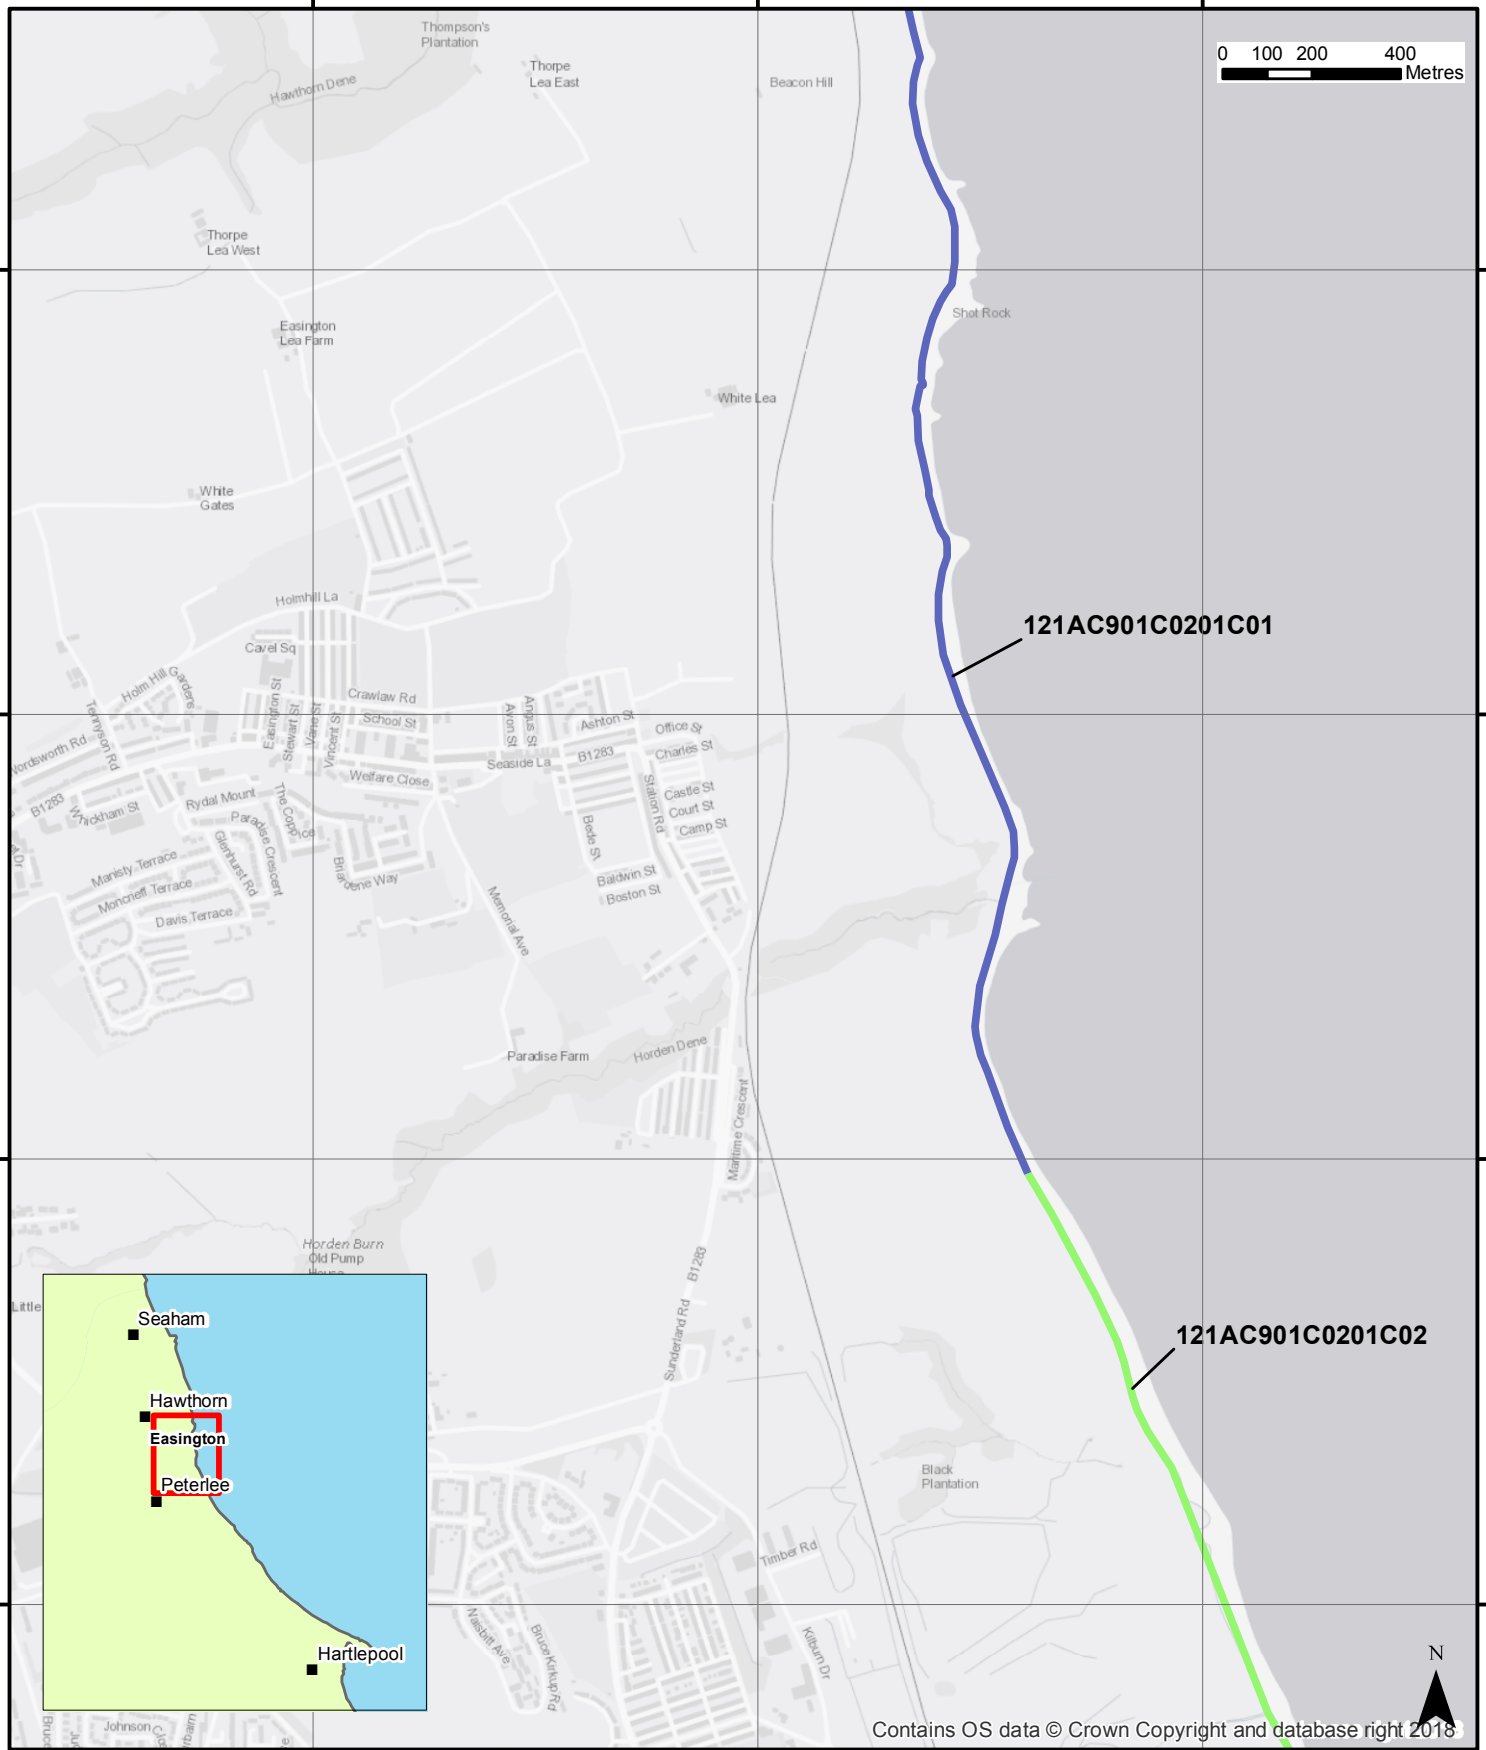 Thompson's
Plantation
Hawthorn Dene
Thorpe
Lea East
Beacon Hill
0 100 200 400
Metres
Thorpe
Lea West
Easington
Lea Farm
Shot Rock
White Lea
White
Gates
Holmhill La
Cavel Sq
Holm Hill Gardens
Tennyson Rd
Wordsworth Rd
Easington St
Stewart St
Vane St
Vincent St
Crawlaw Rd
School St
Avon St
Angus St
Ashton St
Office St
B1283
Charles St
Seaside La
Welfare Close
Station Rd
Castle St
Court St
Camp St
B1283
Whickham St
Rydal Mount
The Coppice
Paradise Crescent
Glenhurst Rd
Briardene Way
Bede St
Baldwin St
Boston St
Manisty Terrace
Moncrieff Terrace
Davis Terrace
Memorial Ave
121AC901C0201C01
Paradise Farm
Horden Dene
Maritime Crescent
Horden Burn
Old Pump
House
Little
B1283
Sunderland Rd
121AC901C0201C02
Seaham
Hawthorn
Easington
Peterlee
Hartlepool
Black
Plantation
Timber Rd
Kilburn Dr
Naisbitt Ave
Bruce Kirkup Rd
Johnson
N
Contains OS data © Crown Copyright and database right 2018